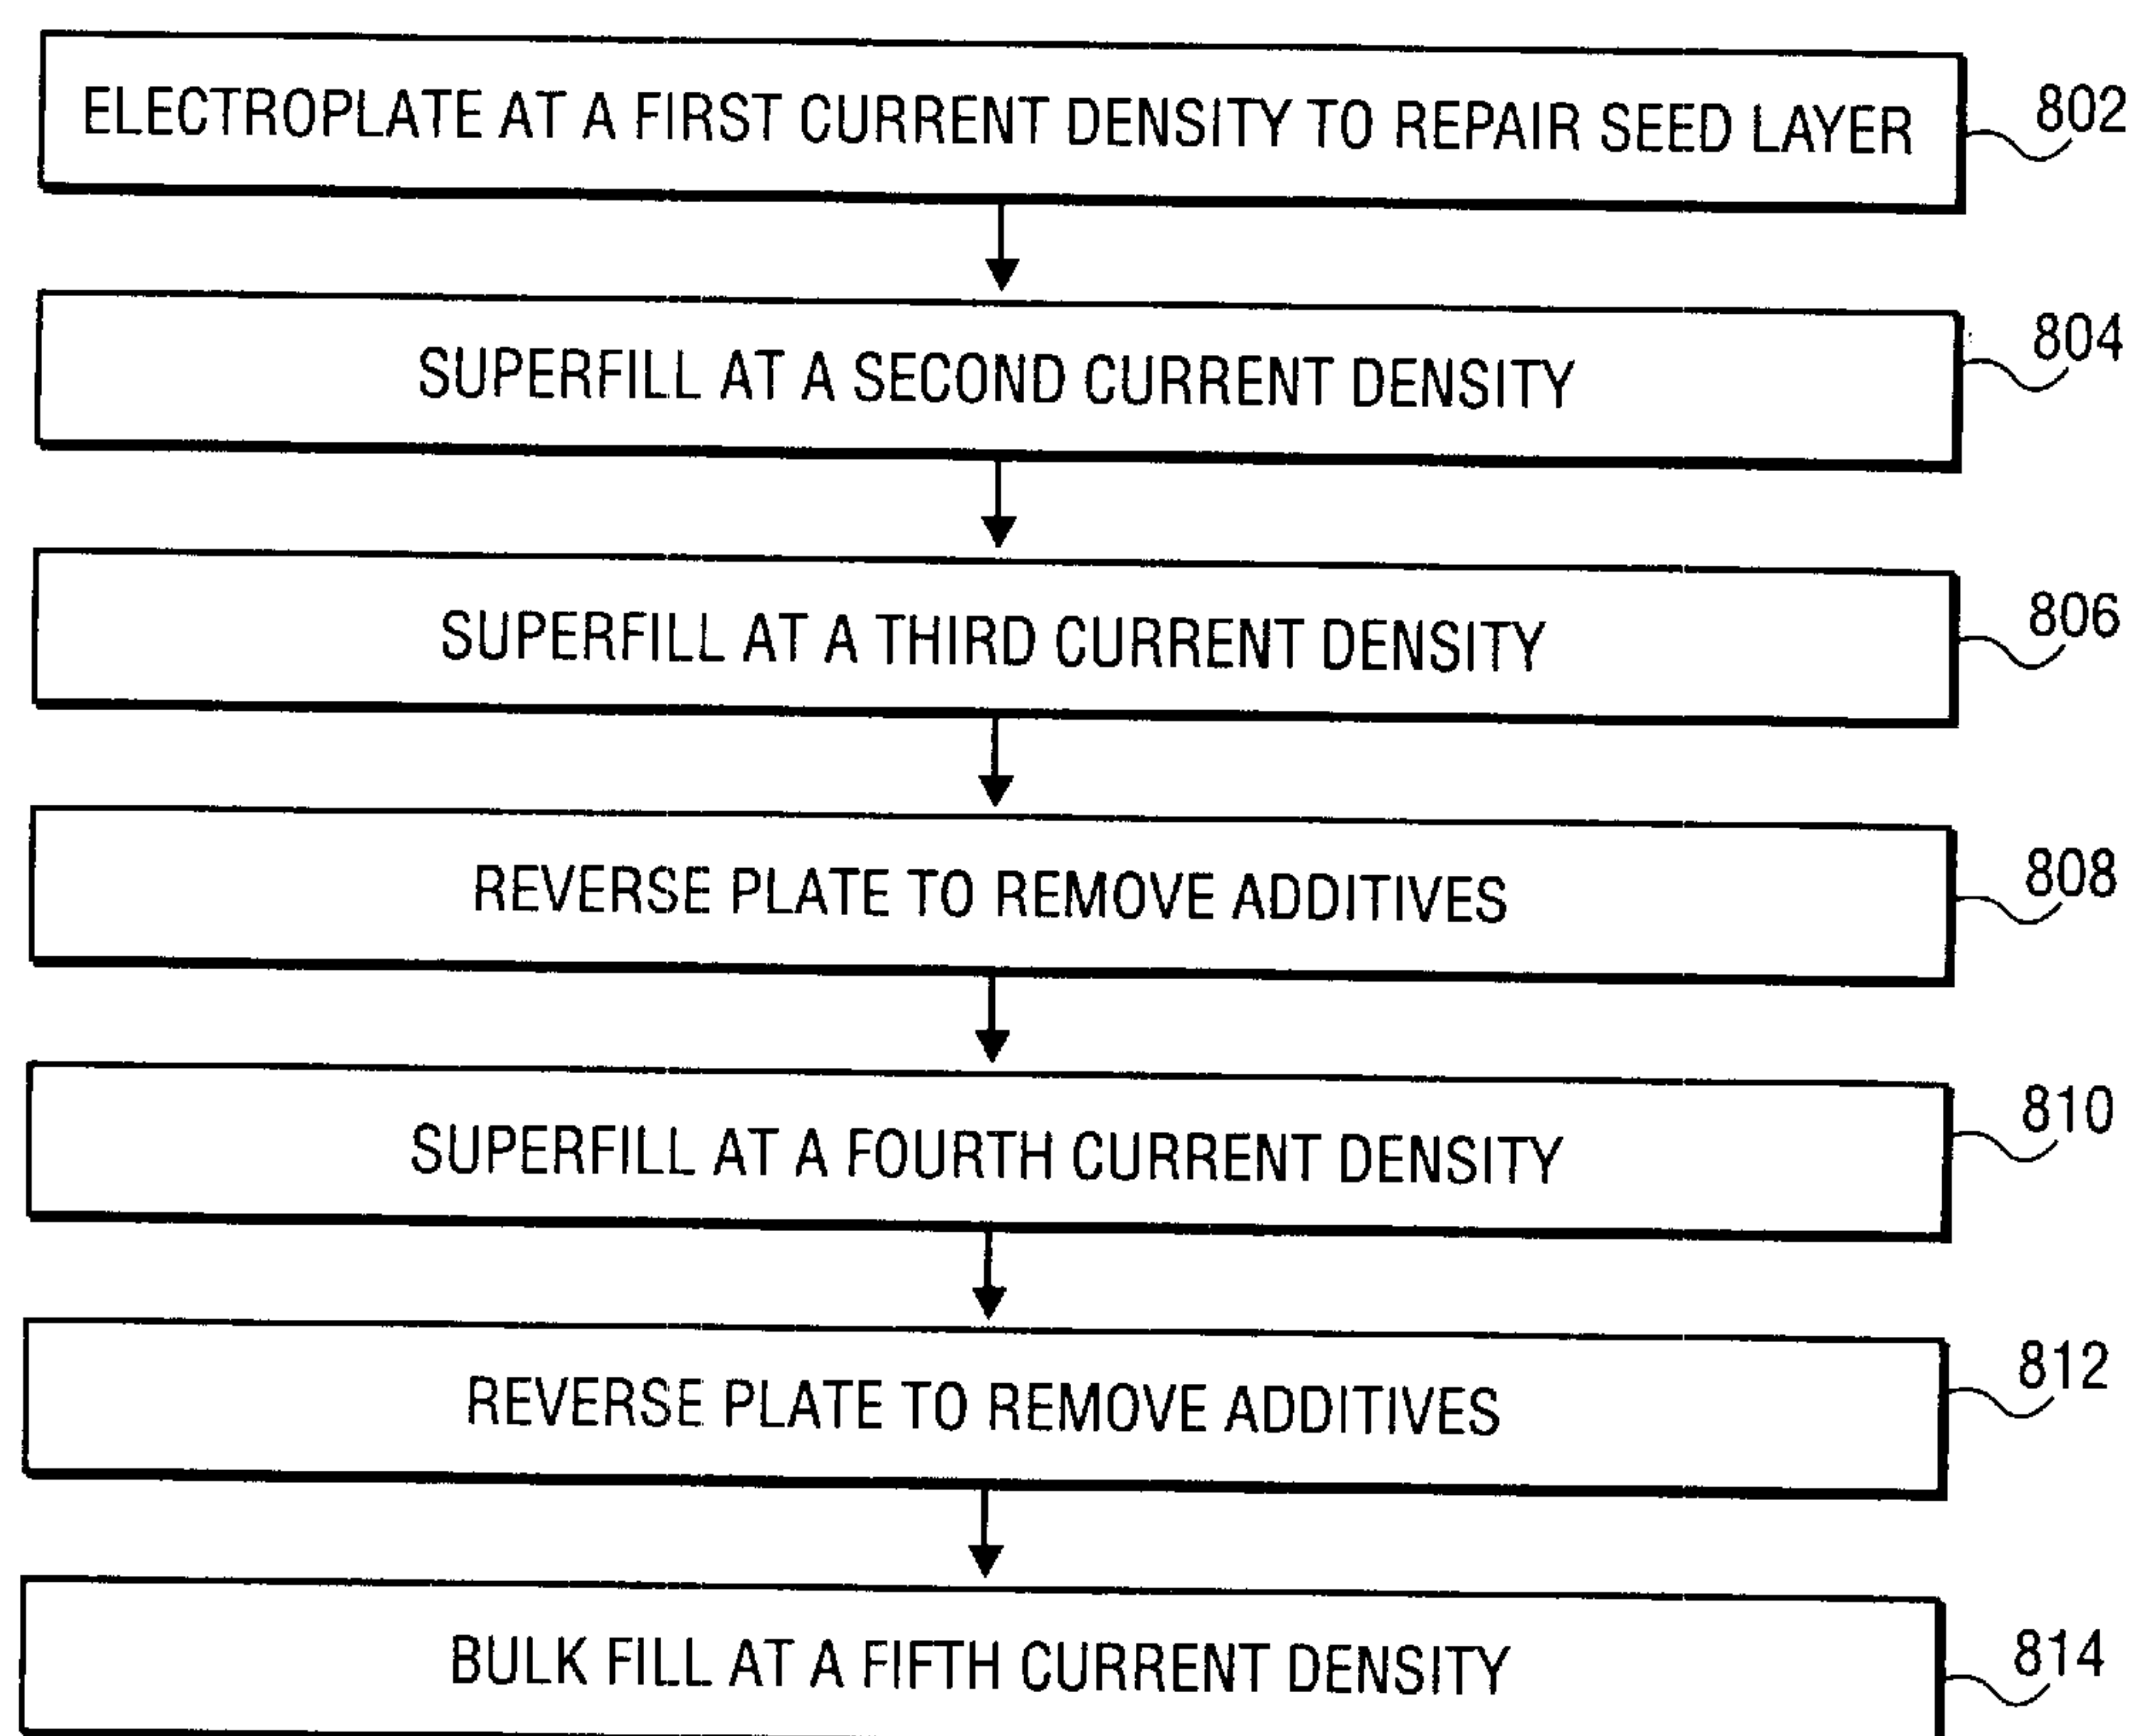 ELECTROPLATE AT A FIRST CURRENT DENSITY TO REPAIR SEED LAYER 802
SUPERFILL AT A SECOND CURRENT DENSITY 804
SUPERFILL AT A THIRD CURRENT DENSITY 806
REVERSE PLATE TO REMOVE ADDITIVES 808
SUPERFILL AT A FOURTH CURRENT DENSITY 810
REVERSE PLATE TO REMOVE ADDITIVES 812
BULK FILL AT A FIFTH CURRENT DENSITY 814